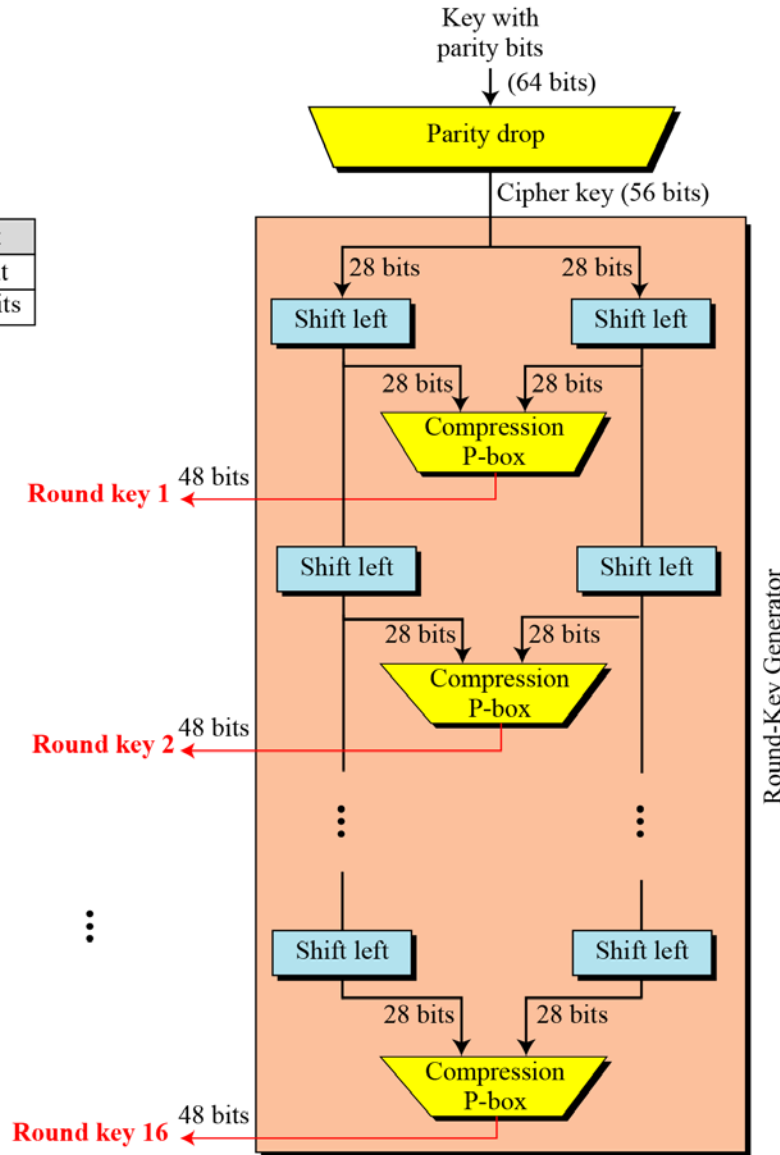 Key with
parity bits
(64 bits)
Parity drop
Cipher key (56 bits)
28 bits
28 bits
Shift left
Shift left
28 bits
28 bits
Compression
P-box
48 bits
Round key 1
Shift left
Shift left
28 bits
28 bits
Compression
P-box
48 bits
Round key 2
Round-Key Generator
Shift left
Shift left
28 bits
28 bits
Compression
P-box
48 bits
Round key 16